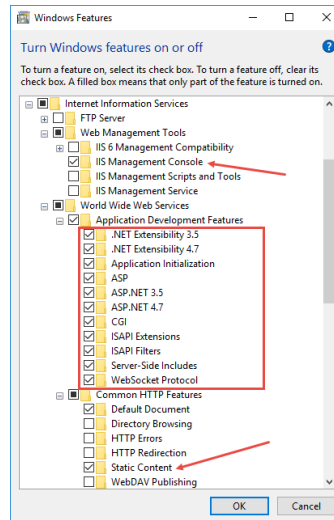 Windows Features
Turn Windows features on or off
To turn a feature on, select its check box. To turn a feature off, clear its
check box. A filled box means that only part of the feature is turned on.
Internet Information Services
FTP Server
Web Management Tools
IIS 6 Management Compatibility
IIS Management Console
IIS Management Scripts and Tools
IIS Management Service
World Wide Web Services
Application Development Features
.NET Extensibility 3.5
.NET Extensibility 4.7
Application Initialization
ASP
ASP.NET 3.5
ASP.NET 4.7
CGI
ISAPI Extensions
ISAPI Filters
Server-Side Includes
WebSocket Protocol
Common HTTP Features
Default Document
Directory Browsing
HTTP Errors
HTTP Redirection
Static Content
WebDAV Publishing
OK
Cancel